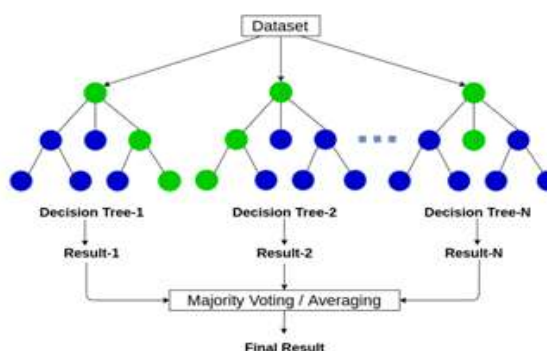 Dataset
Decision Tree-1
Decision Tree-2
Decision Tree-N
Result-1
Result-2
Result-N
Majority Voting / Averaging
Final Result